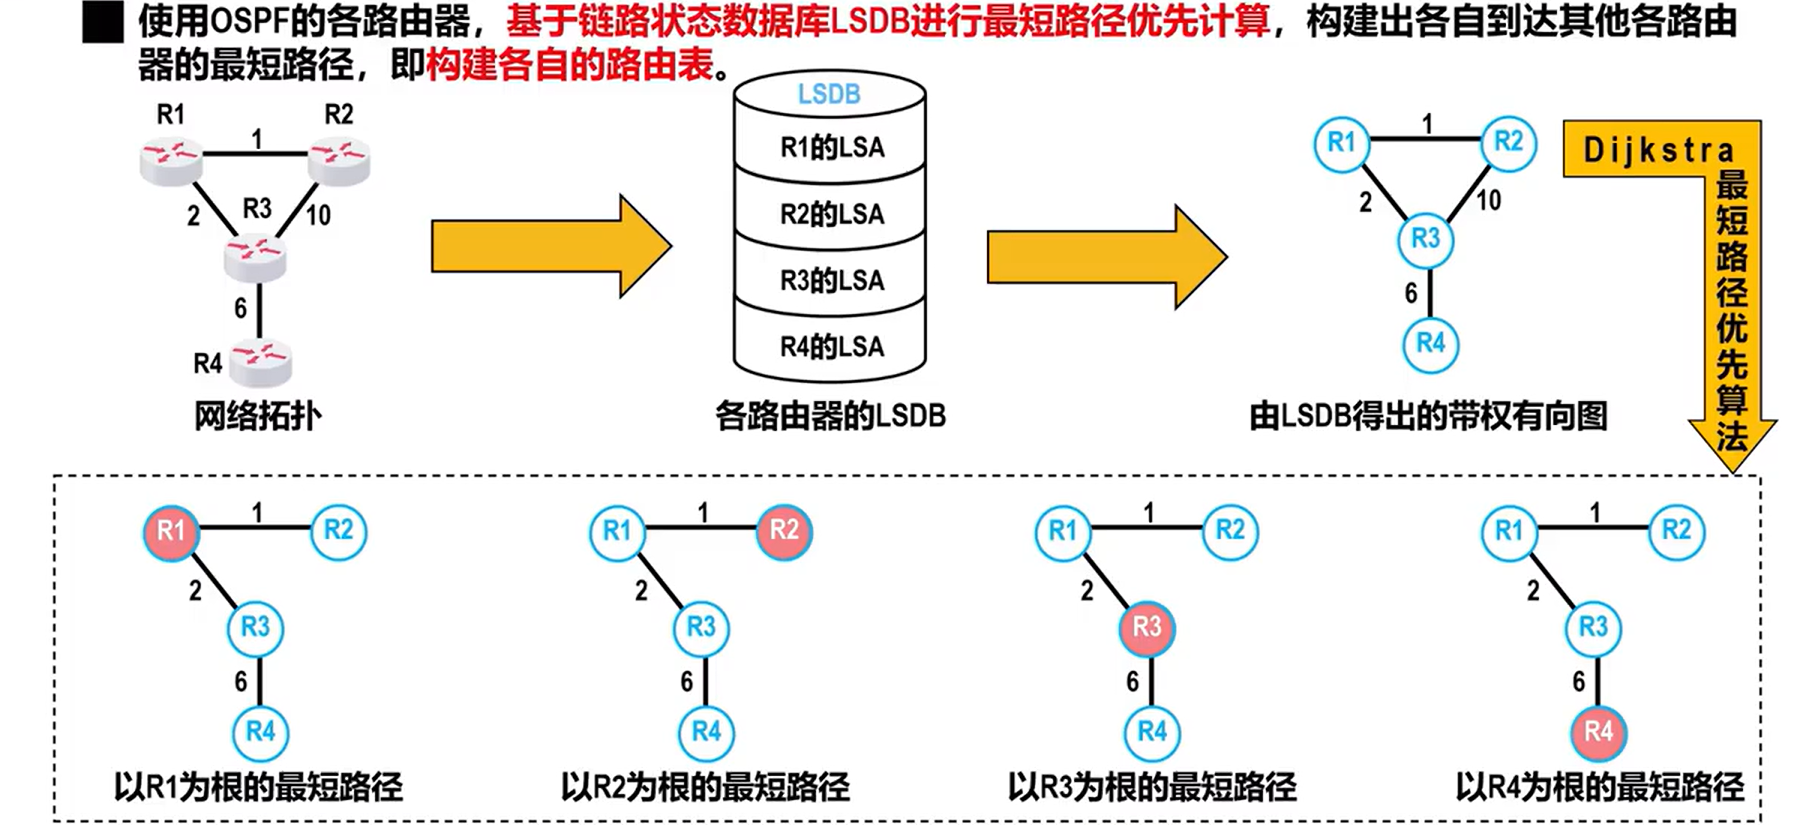 使用OSPF的各路由器，基于链路状态数据库LSDB进行最短路径优先计算，构建出各自到达其他各路由
器的最短路径，即构建各自的路由表。
R1
R2
1
2
R3
10
6
R4
网络拓扑
LSDB
R1的LSA
R2的LSA
R3的LSA
R4的LSA
各路由器的LSDB
R1
1
R2
2
10
R3
6
R4
由LSDB得出的带权有向图
Dijkstra
最短路径优先算法
R1
1
R2
2
R3
6
R4
以R1为根的最短路径
R1
1
R2
2
R3
6
R4
以R2为根的最短路径
R1
1
R2
2
R3
6
R4
以R3为根的最短路径
R1
1
R2
2
R3
6
R4
以R4为根的最短路径